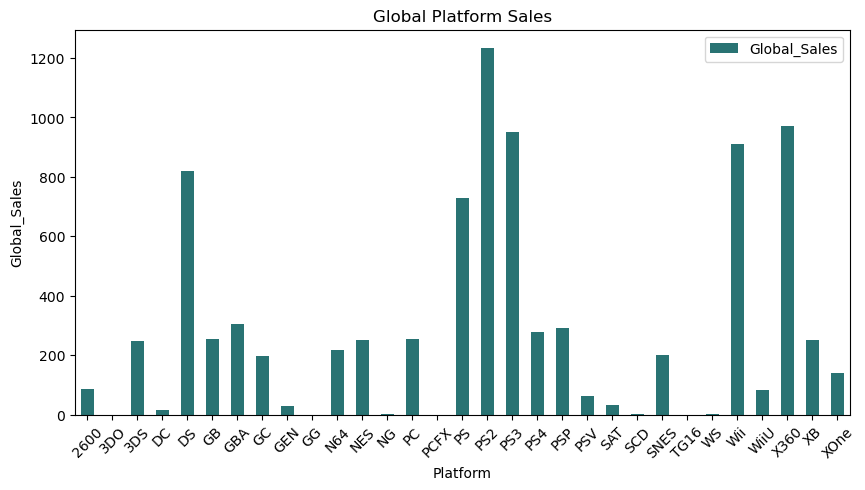 Global Platform Sales
Global_Sales
Global_Sales
1200
1000
800
600
400
200
0
2600 3DO 3DS DC DS GB GBA GC GEN GG N64 NES NG PC PCFX PS PS2 PS3 PS4 PSP PSV SAT SCD SNES TG16 WS Wii WiiU X360 XB XOne
Platform